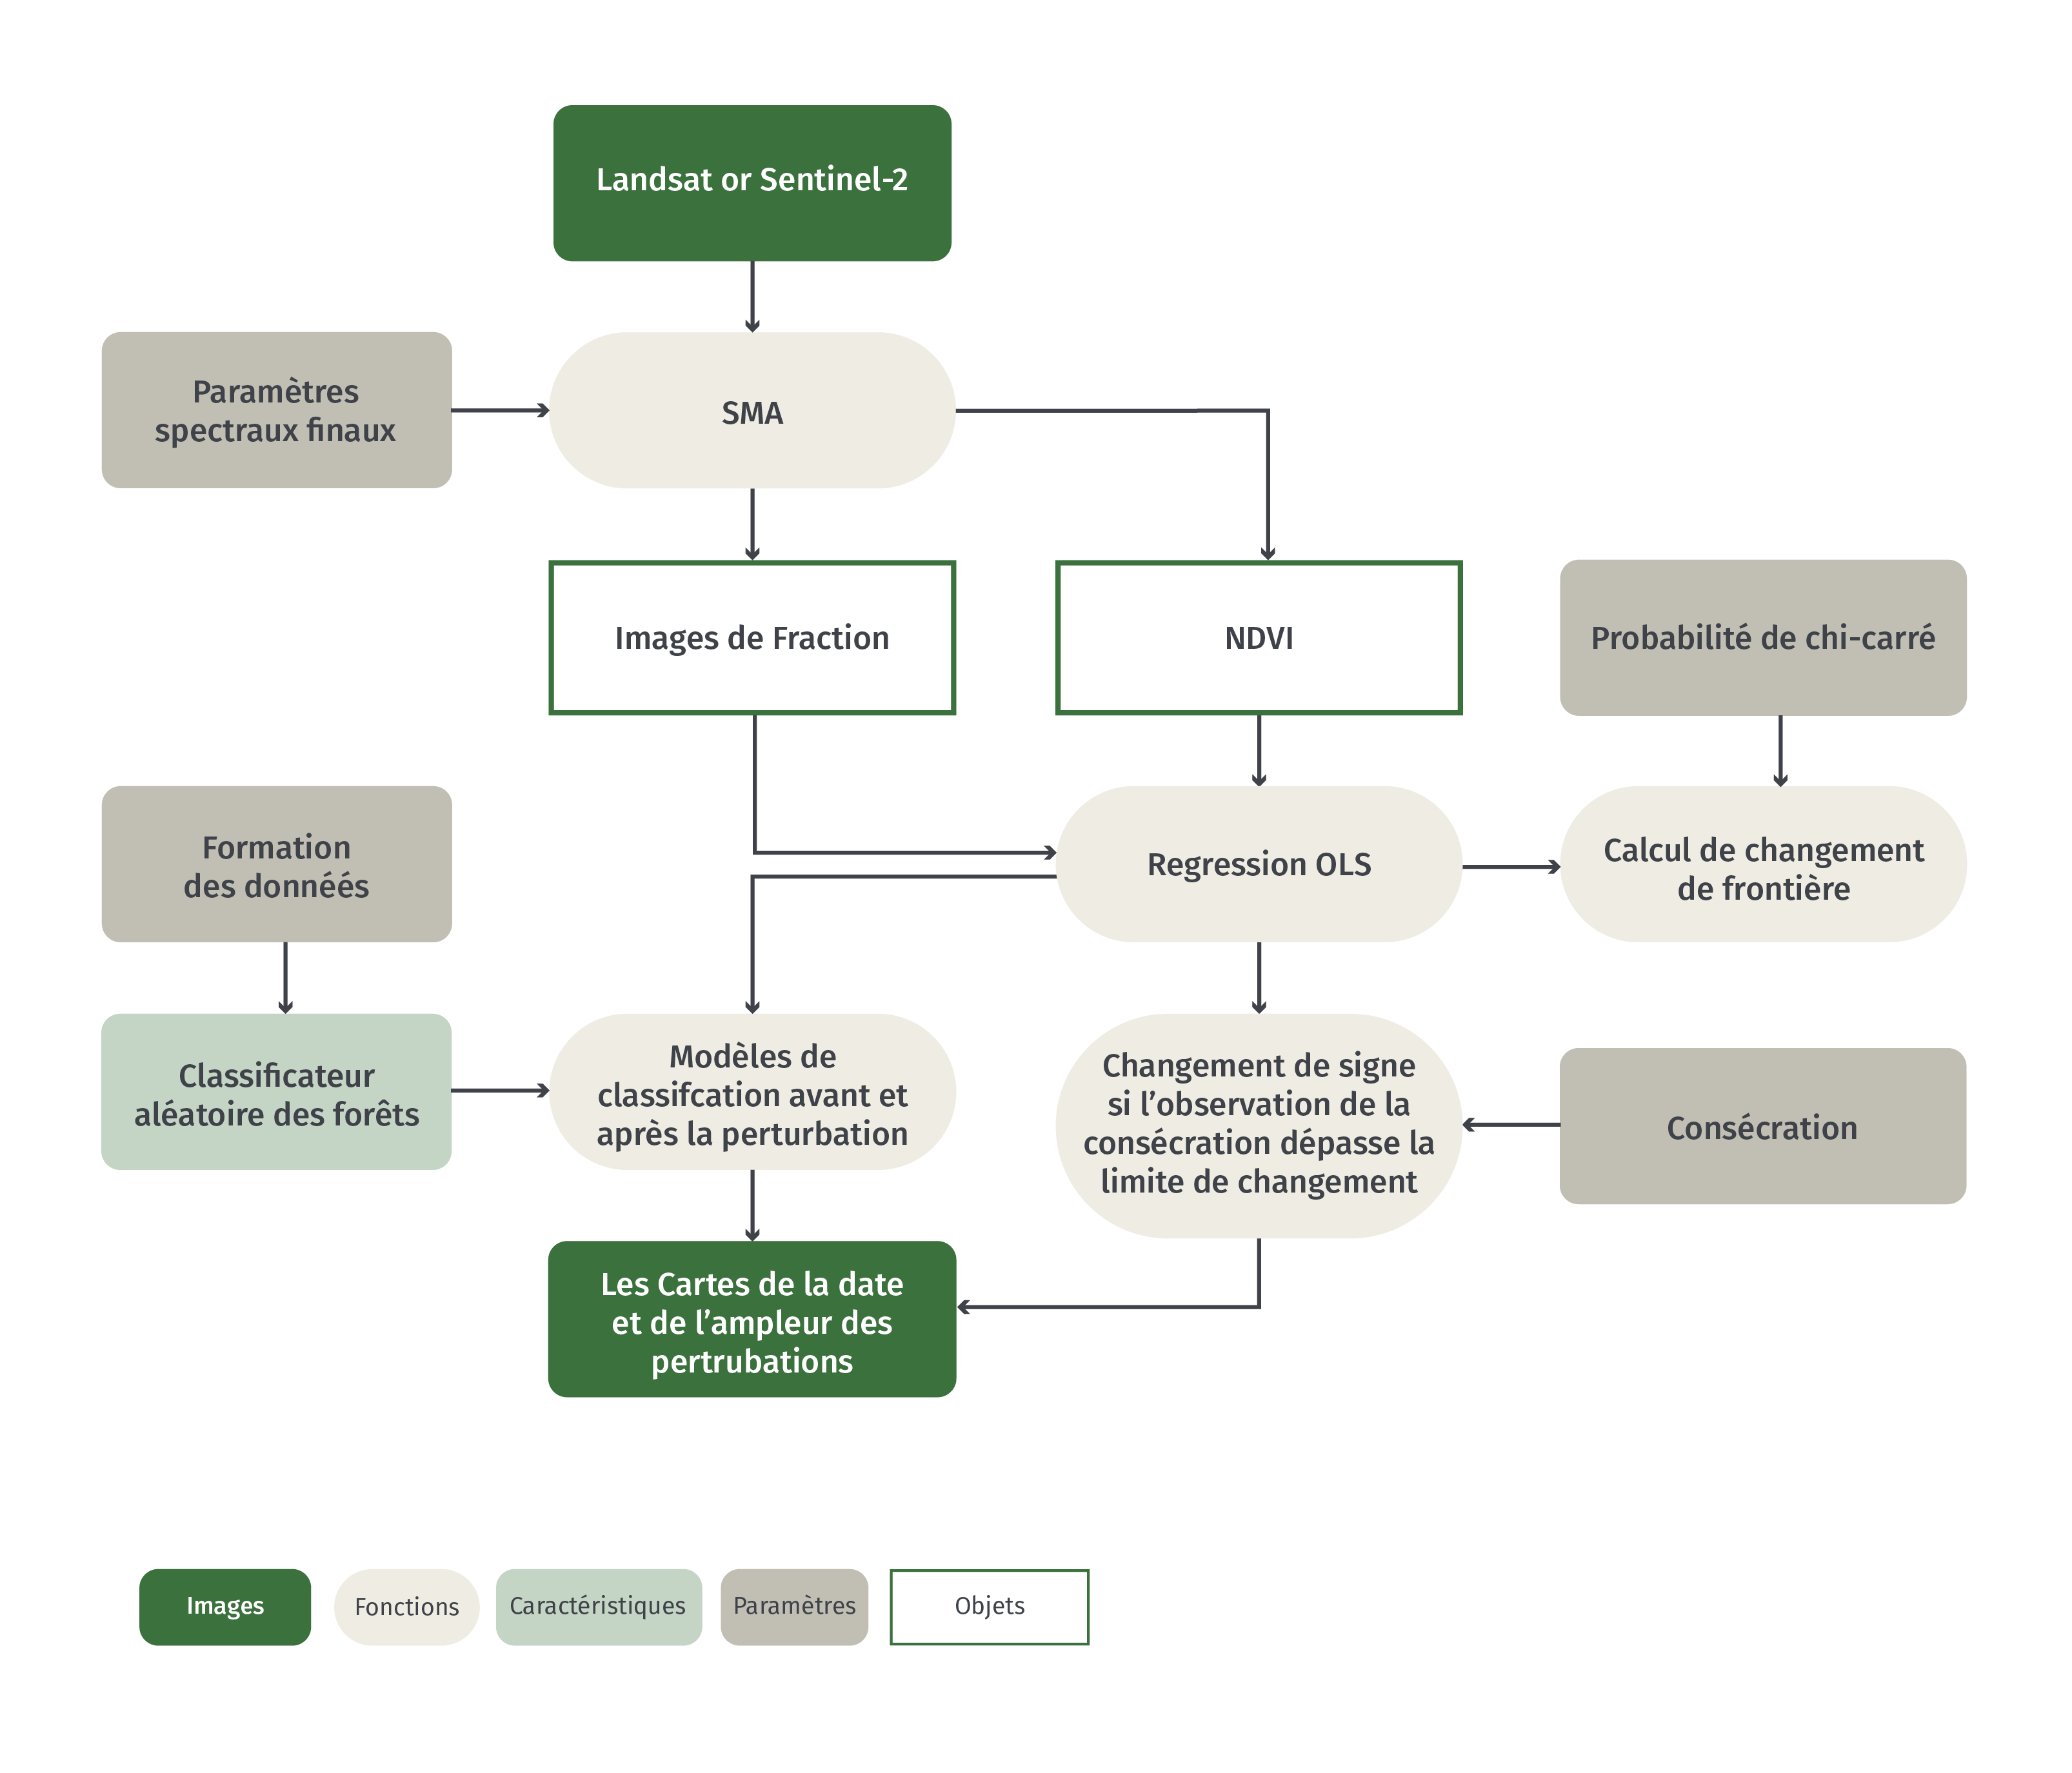 Landsat or Sentinel-2
Paramètres
spectraux finaux
SMA
Images de Fraction
NDVI
Probabilité de chi-carré
Formation
des donnéés
Regression OLS
Calcul de changement
de frontière
Classificateur
aléatoire des forêts
Modèles de
classifcation avant et
après la perturbation
Changement de signe
si l’observation de la
consécration dépasse la
limite de changement
Consécration
Les Cartes de la date
et de l’ampleur des
pertrubations
Images
Fonctions
Caractéristiques
Paramètres
Objets